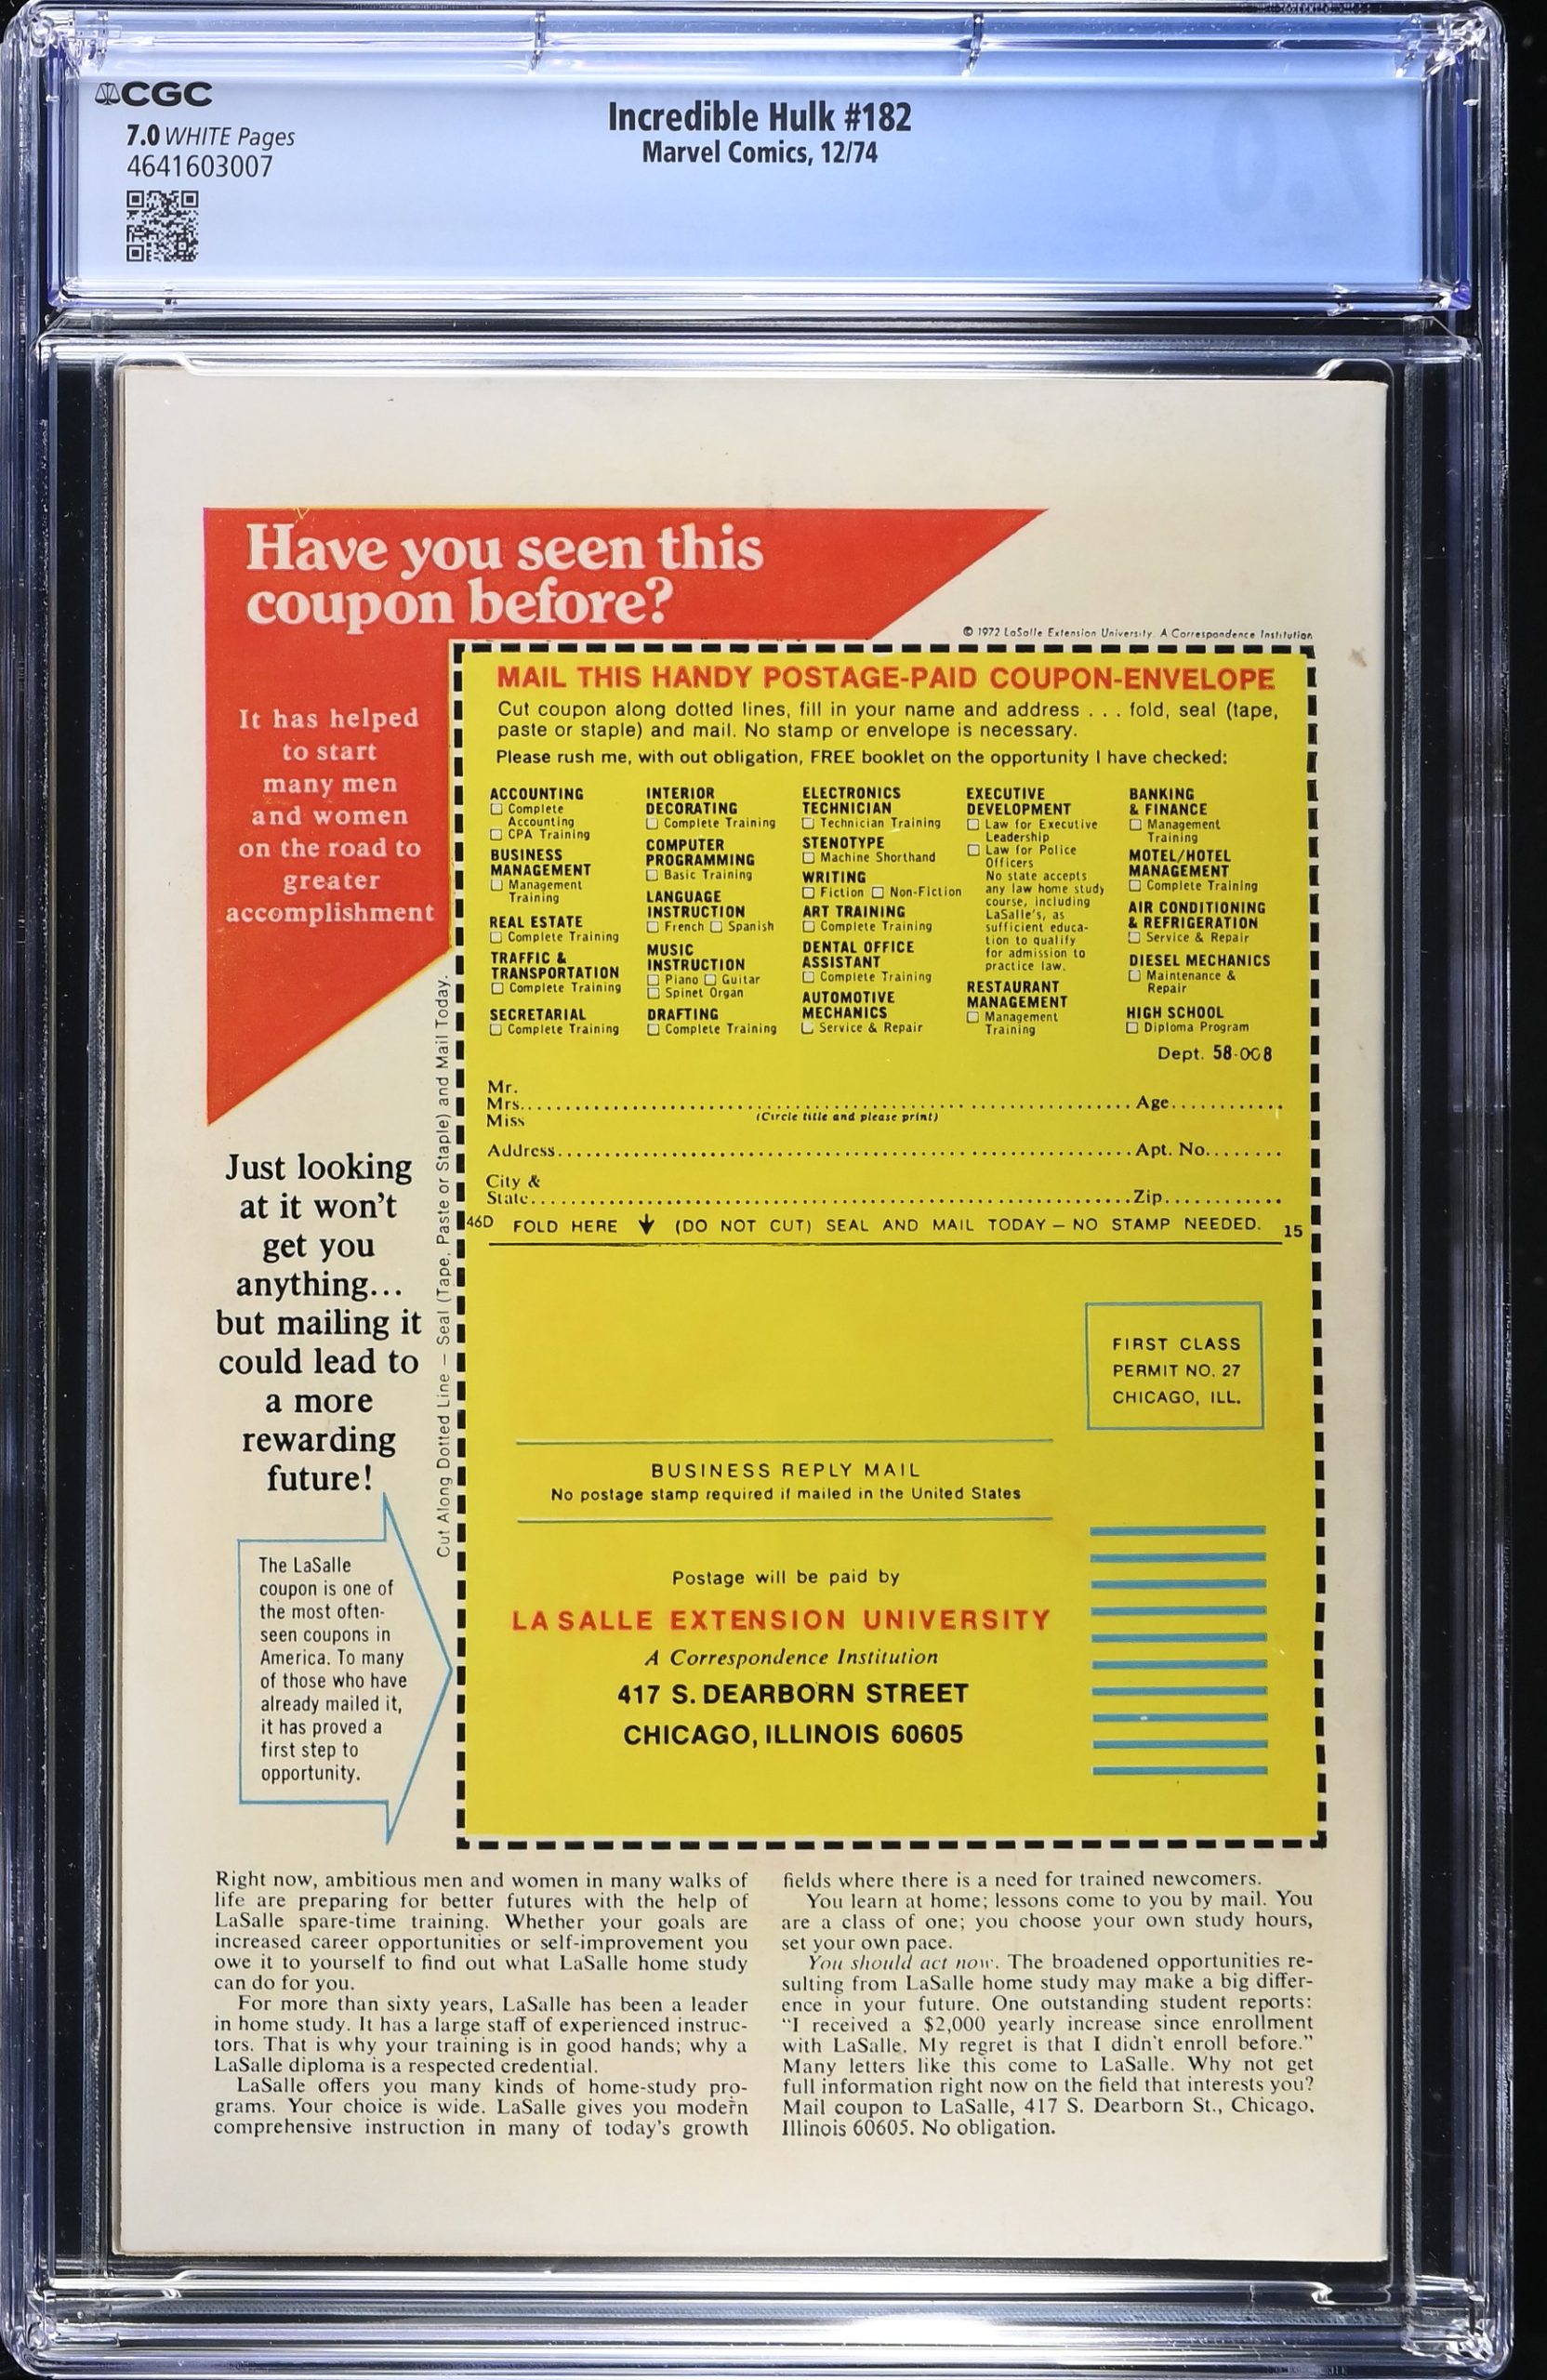 CGC
7.0 WHITE Pages
4641603007
Incredible Hulk #182
Marvel Comics, 12/74
7.0
Have you seen this
coupon before?
It has helped
to start
many men
and women
on the road to
greater
accomplishment
© 1972 LaSalle Extension University. A Correspondence Institution
MAIL THIS HANDY POSTAGE-PAID COUPON-ENVELOPE
Cut coupon along dotted lines, fill in your name and address . . . fold, seal (tape,
paste or staple) and mail. No stamp or envelope is necessary.
Please rush me, with out obligation, FREE booklet on the opportunity I have checked:
ACCOUNTING
☐ Complete
Accounting
☐ CPA Training
BUSINESS
MANAGEMENT
☐ Management
Training
REAL ESTATE
☐ Complete Training
TRAFFIC &
TRANSPORTATION
☐ Complete Training
SECRETARIAL
☐ Complete Training
INTERIOR
DECORATING
☐ Complete Training
COMPUTER
PROGRAMMING
☐ Basic Training
LANGUAGE
INSTRUCTION
☐ French ☐ Spanish
MUSIC
INSTRUCTION
☐ Piano ☐ Guitar
☐ Spinet Organ
DRAFTING
☐ Complete Training
ELECTRONICS
TECHNICIAN
☐ Technician Training
STENOTYPE
☐ Machine Shorthand
WRITING
☐ Fiction ☐ Non-Fiction
ART TRAINING
☐ Complete Training
DENTAL OFFICE
ASSISTANT
☐ Complete Training
AUTOMOTIVE
MECHANICS
☐ Service & Repair
EXECUTIVE
DEVELOPMENT
☐ Law for Executive
Leadership
☐ Law for Police
Officers
No state accepts
any law home study
course, including
LaSalle's, as
sufficient educa-
tion to qualify
for admission to
practice law.
RESTAURANT
MANAGEMENT
☐ Management
Training
BANKING
& FINANCE
☐ Management
Training
MOTEL/HOTEL
MANAGEMENT
☐ Complete Training
AIR CONDITIONING
& REFRIGERATION
☐ Service & Repair
DIESEL MECHANICS
☐ Maintenance &
Repair
HIGH SCHOOL
☐ Diploma Program
Dept. 58-008
Mr.
Mrs. Age
Miss
(Circle title and please print)
Address Apt. No.
City &
State Zip
46D FOLD HERE ↓ (DO NOT CUT) SEAL AND MAIL TODAY — NO STAMP NEEDED. 15
Cut Along Dotted Line — Seal (Tape, Paste or Staple) and Mail Today.
Just looking
at it won't
get you
anything...
but mailing it
could lead to
a more
rewarding
future!
The LaSalle
coupon is one of
the most often-
seen coupons in
America. To many
of those who have
already mailed it,
it has proved a
first step to
opportunity.
FIRST CLASS
PERMIT NO. 27
CHICAGO, ILL.
BUSINESS REPLY MAIL
No postage stamp required if mailed in the United States
Postage will be paid by
LA SALLE EXTENSION UNIVERSITY
A Correspondence Institution
417 S. DEARBORN STREET
CHICAGO, ILLINOIS 60605
Right now, ambitious men and women in many walks of
life are preparing for better futures with the help of
LaSalle spare-time training. Whether your goals are
increased career opportunities or self-improvement you
owe it to yourself to find out what LaSalle home study
can do for you.
For more than sixty years, LaSalle has been a leader
in home study. It has a large staff of experienced instruc-
tors. That is why your training is in good hands; why a
LaSalle diploma is a respected credential.
LaSalle offers you many kinds of home-study pro-
grams. Your choice is wide. LaSalle gives you modern
comprehensive instruction in many of today's growth
fields where there is a need for trained newcomers.
You learn at home; lessons come to you by mail. You
are a class of one; you choose your own study hours,
set your own pace.
You should act now. The broadened opportunities re-
sulting from LaSalle home study may make a big differ-
ence in your future. One outstanding student reports:
"I received a $2,000 yearly increase since enrollment
with LaSalle. My regret is that I didn't enroll before."
Many letters like this come to LaSalle. Why not get
full information right now on the field that interests you?
Mail coupon to LaSalle, 417 S. Dearborn St., Chicago,
Illinois 60605. No obligation.